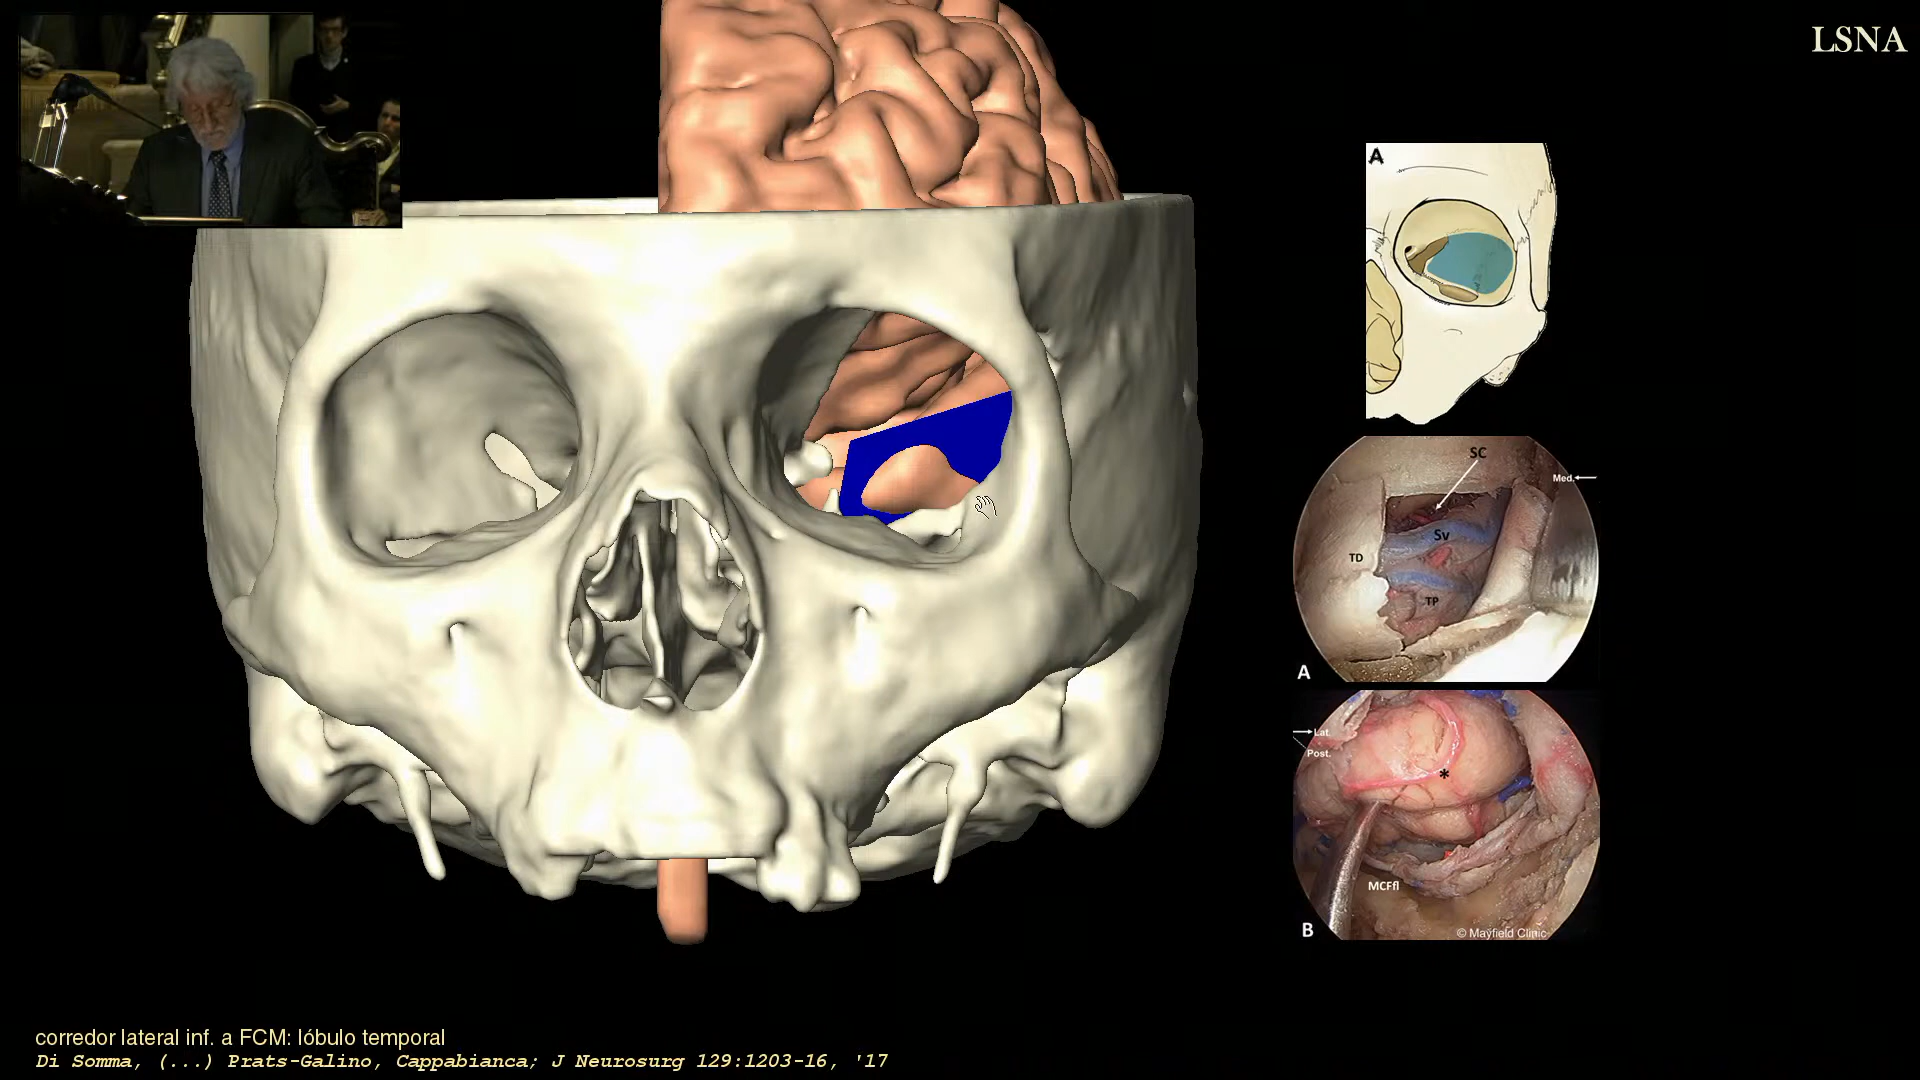 LSNA
A
SC
Med.
Sv
TD
TP
A
Lat.
Post.
*
MCFfl
B
© Mayfield Clinic
corredor lateral inf. a FCM: lóbulo temporal
Di Somma, (...) Prats-Galino, Cappabianca; J Neurosurg 129:1203-16, '17